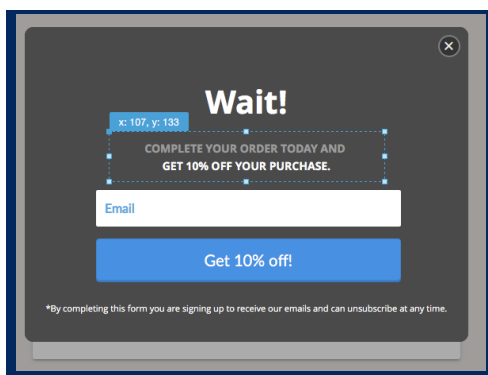 Wait!
x: 107, y: 133
COMPLETE YOUR ORDER TODAY AND
GET 10% OFF YOUR PURCHASE.
Email
Get 10% off!
*By completing this form you are signing up to receive our emails and can unsubscribe at any time.